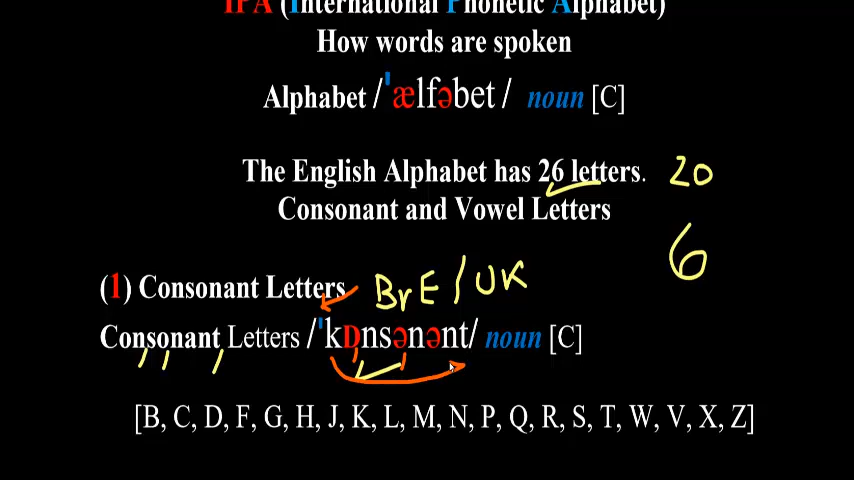 IPA (International Phonetic Alphabet)
How words are spoken
Alphabet /ˈælfəbet/ noun [C]
The English Alphabet has 26 letters. 20
Consonant and Vowel Letters
6
(1) Consonant Letters BrE / UK
Consonant Letters /ˈkɒnsənənt/ noun [C]
[B, C, D, F, G, H, J, K, L, M, N, P, Q, R, S, T, W, V, X, Z]